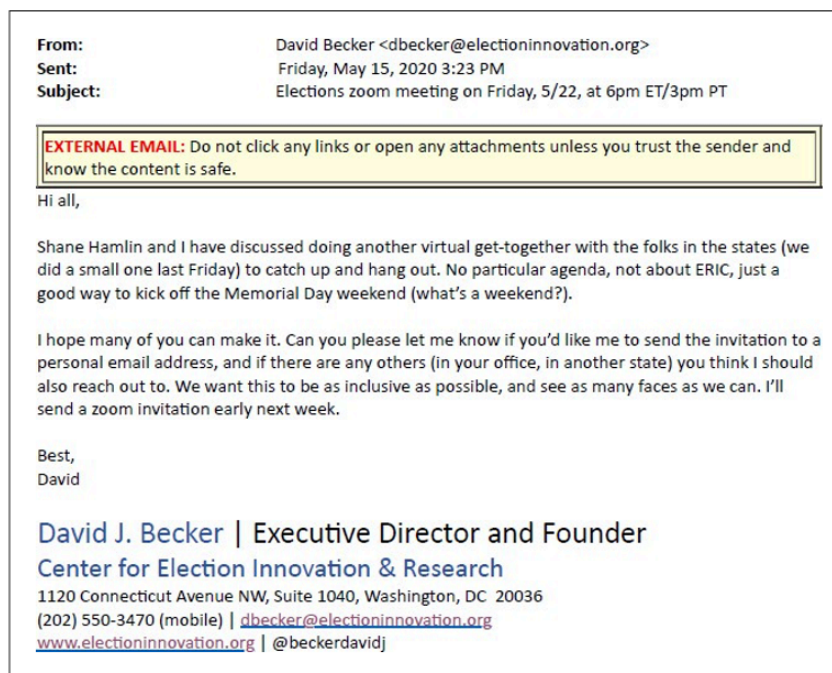 From: David Becker <dbecker@electioninnovation.org>
Sent: Friday, May 15, 2020 3:23 PM
Subject: Elections zoom meeting on Friday, 5/22, at 6pm ET/3pm PT
EXTERNAL EMAIL: Do not click any links or open any attachments unless you trust the sender and
know the content is safe.
Hi all,
Shane Hamlin and I have discussed doing another virtual get-together with the folks in the states (we
did a small one last Friday) to catch up and hang out. No particular agenda, not about ERIC, just a
good way to kick off the Memorial Day weekend (what's a weekend?).
I hope many of you can make it. Can you please let me know if you'd like me to send the invitation to a
personal email address, and if there are any others (in your office, in another state) you think I should
also reach out to. We want this to be as inclusive as possible, and see as many faces as we can. I'll
send a zoom invitation early next week.
Best,
David
David J. Becker | Executive Director and Founder
Center for Election Innovation & Research
1120 Connecticut Avenue NW, Suite 1040, Washington, DC 20036
(202) 550-3470 (mobile) | dbecker@electioninnovation.org
www.electioninnovation.org | @beckerdavidj